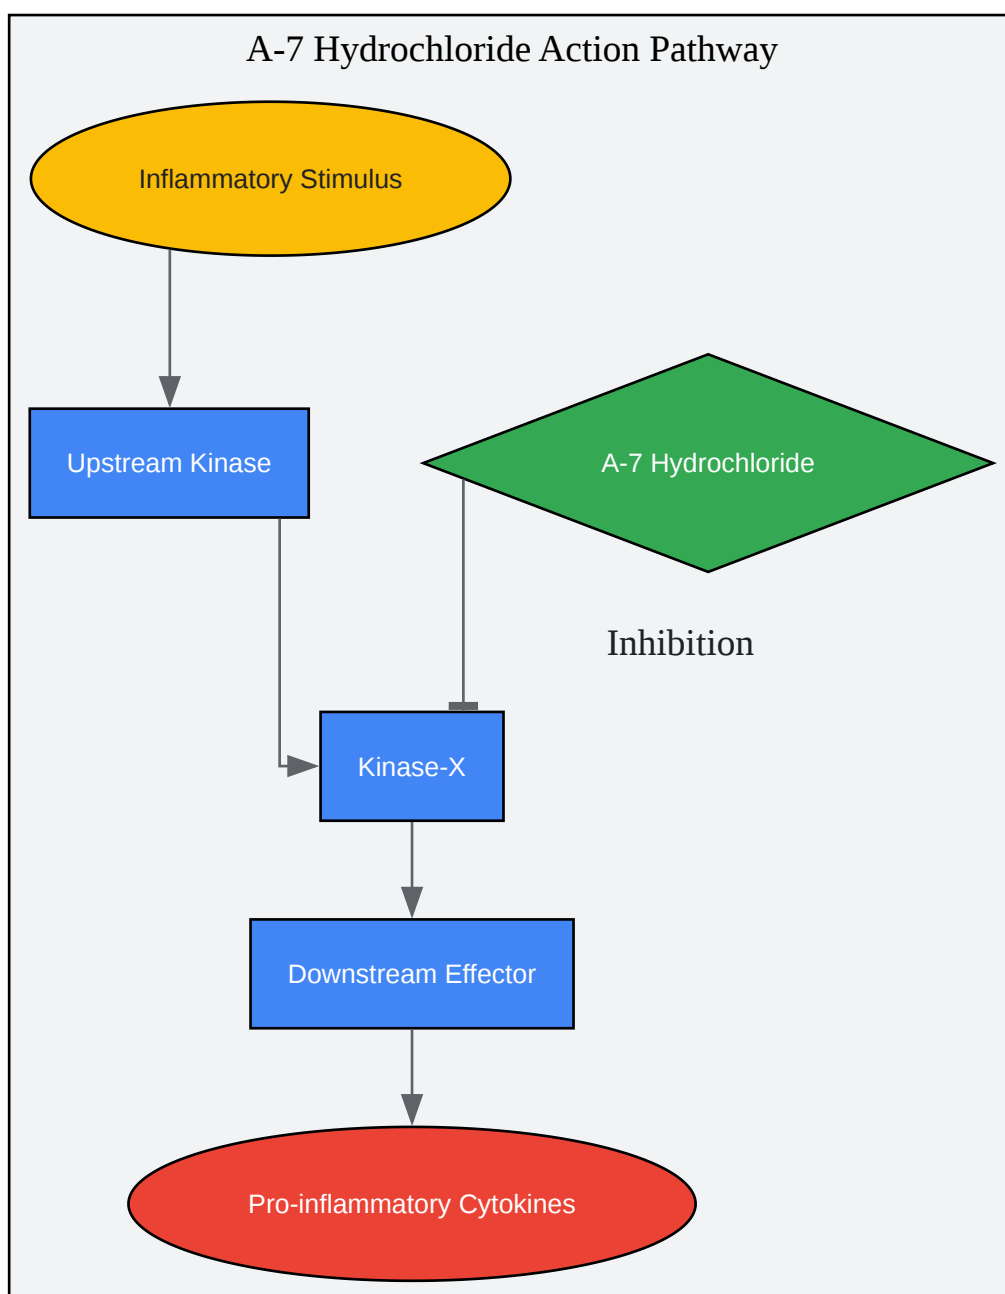 A-7 Hydrochloride Action Pathway
Inflammatory Stimulus
Upstream Kinase
A-7 Hydrochloride
Inhibition
Kinase-X
Downstream Effector
Pro-inflammatory Cytokines